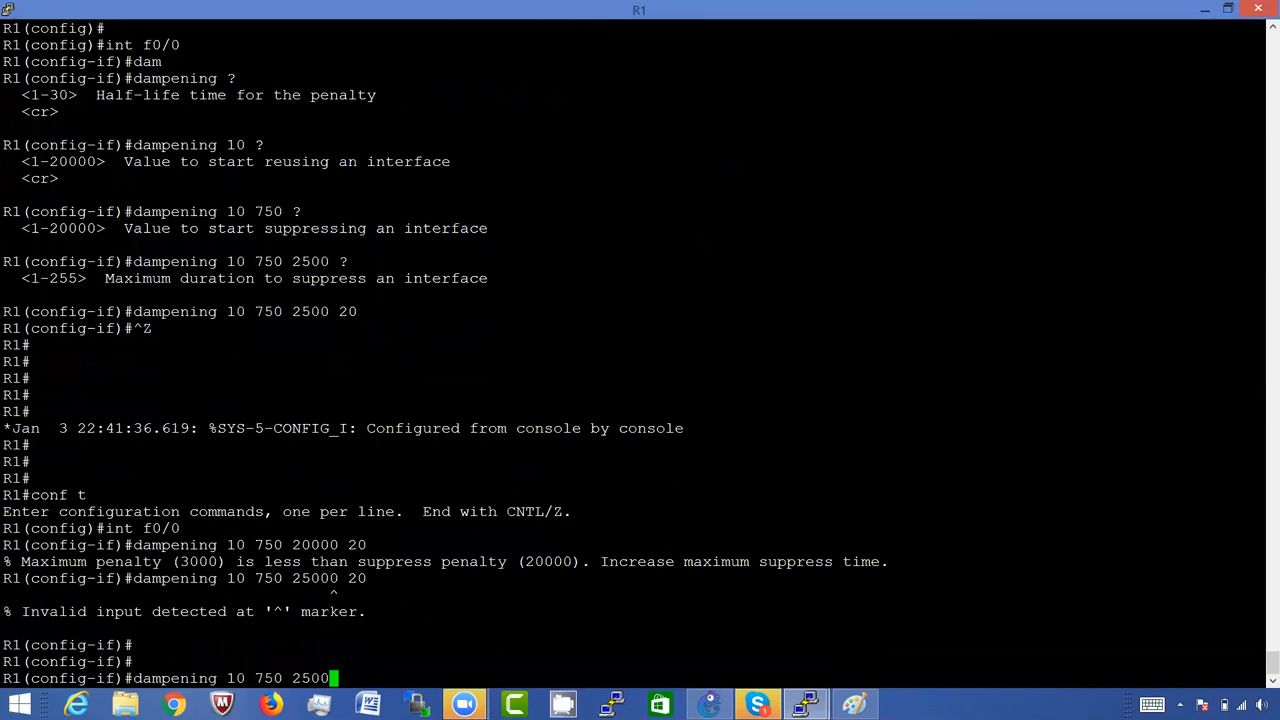 R1
R1(config)#
R1(config)#int f0/0
R1(config-if)#dam
R1(config-if)#dampening ?
  <1-30>  Half-life time for the penalty
  <cr>
R1(config-if)#dampening 10 ?
  <1-20000>  Value to start reusing an interface
  <cr>
R1(config-if)#dampening 10 750 ?
  <1-20000>  Value to start suppressing an interface
R1(config-if)#dampening 10 750 2500 ?
  <1-255>  Maximum duration to suppress an interface
R1(config-if)#dampening 10 750 2500 20
R1(config-if)#^Z
R1#
R1#
R1#
R1#
R1#
*Jan  3 22:41:36.619: %SYS-5-CONFIG_I: Configured from console by console
R1#
R1#
R1#
R1#conf t
Enter configuration commands, one per line.  End with CNTL/Z.
R1(config)#int f0/0
R1(config-if)#dampening 10 750 20000 20
% Maximum penalty (3000) is less than suppress penalty (20000). Increase maximum suppress time.
R1(config-if)#dampening 10 750 25000 20
                                   ^
% Invalid input detected at '^' marker.
R1(config-if)#
R1(config-if)#
R1(config-if)#dampening 10 750 2500